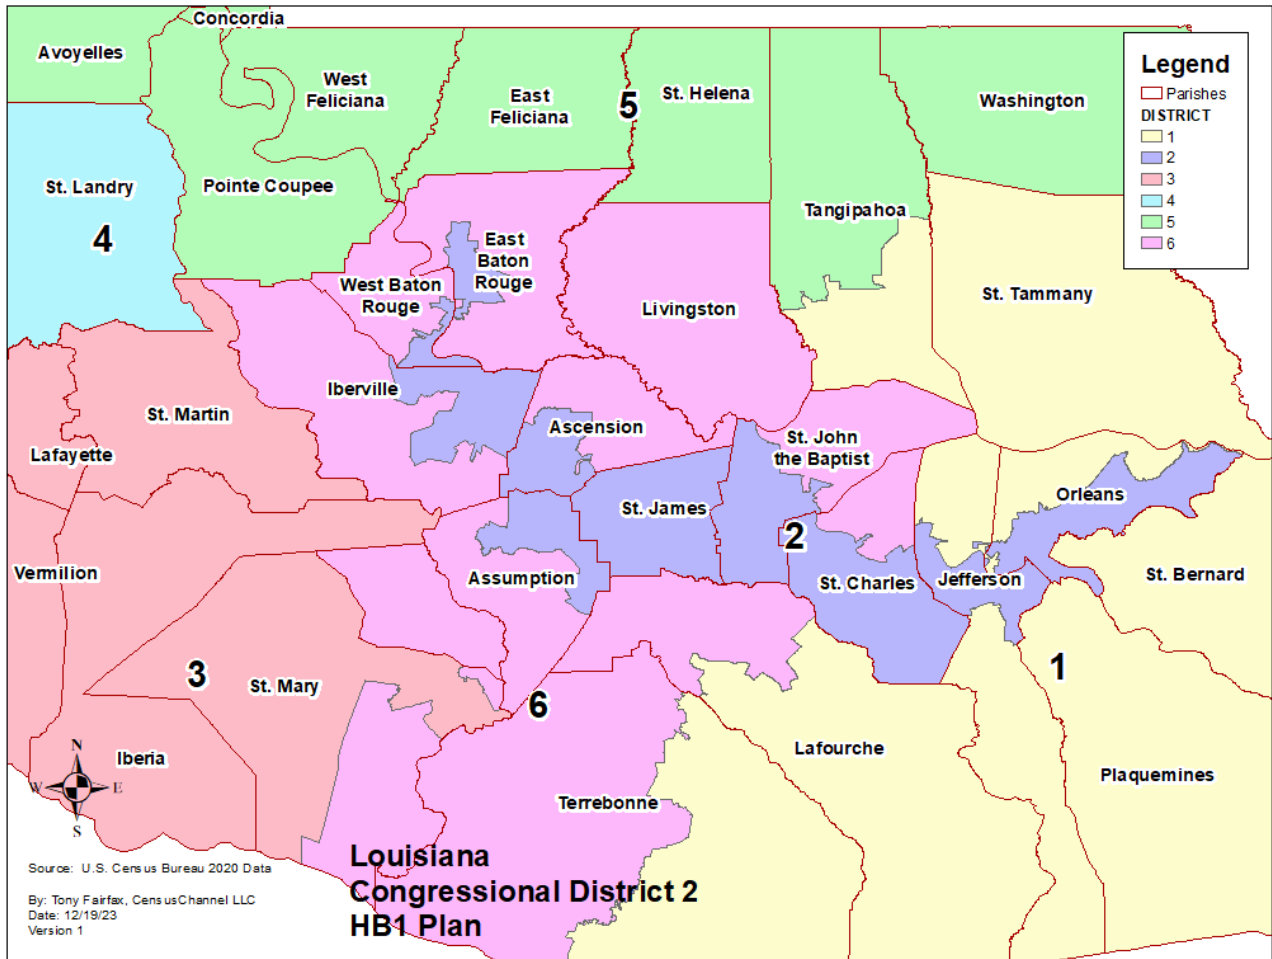 Concordia
Avoyelles
West
Feliciana
East
Feliciana
5
St. Helena
Washington
Legend
Parishes
DISTRICT
1
2
3
4
5
6
St. Landry
4
Pointe Coupee
Tangipahoa
East
Baton
Rouge
West Baton
Rouge
Livingston
St. Tammany
Iberville
St. Martin
Ascension
St. John
the Baptist
Lafayette
Orleans
St. James
2
Vermilion
Assumption
St. Charles
Jefferson
St. Bernard
3
St. Mary
1
6
Iberia
Lafourche
Plaquemines
Terrebonne
N
W
E
S
Source: U.S. Census Bureau 2020 Data
By: Tony Fairfax, CensusChannel LLC
Date: 12/19/23
Version 1
Louisiana
Congressional District 2
HB1 Plan